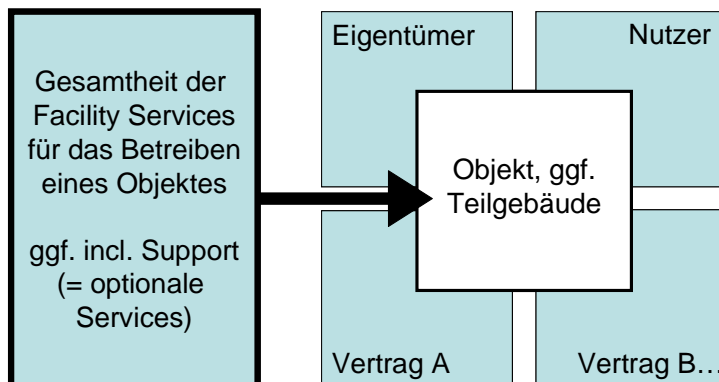 Gesamtheit der
Facility Services
für das Betreiben
eines Objektes
ggf. incl. Support
(= optionale
Services)
Eigentümer
Nutzer
Objekt, ggf.
Teilgebäude
Vertrag A
Vertrag B…